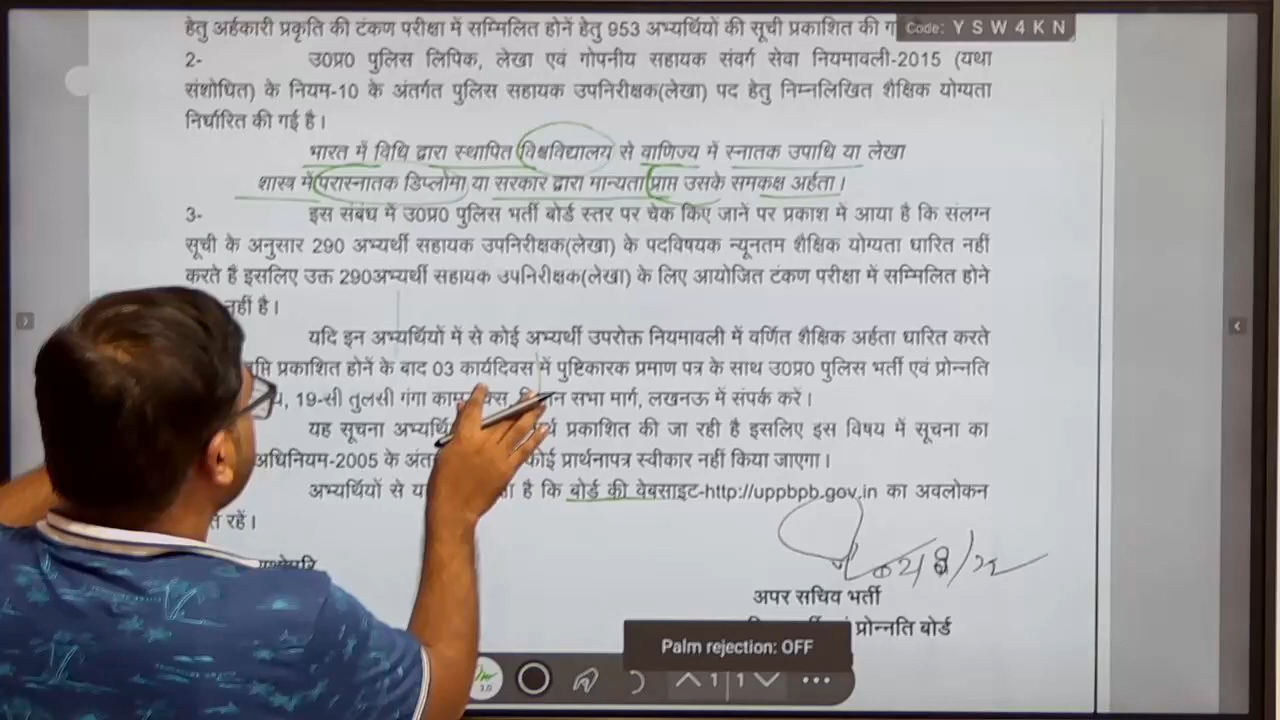 हेतु अर्हकारी प्रकृति की टंकण परीक्षा में सम्मिलित होनें हेतु 953 अभ्यर्थियों की सूची प्रकाशित की ग
Code: YSW4KN
2- उ0प्र0 पुलिस लिपिक, लेखा एवं गोपनीय सहायक संवर्ग सेवा नियमावली-2015 (यथा
संशोधित) के नियम-10 के अंतर्गत पुलिस सहायक उपनिरीक्षक(लेखा) पद हेतु निम्नलिखित शैक्षिक योग्यता
निर्धारित की गई है।
भारत में विधि द्वारा स्थापित विश्वविद्यालय से वाणिज्य में स्नातक उपाधि या लेखा
शास्त्र में परास्नातक डिप्लोमा या सरकार द्वारा मान्यता प्राप्त उसके समकक्ष अर्हता।
3- इस संबंध में उ0प्र0 पुलिस भर्ती बोर्ड स्तर पर चेक किए जानें पर प्रकाश में आया है कि संलग्न
सूची के अनुसार 290 अभ्यर्थी सहायक उपनिरीक्षक(लेखा) के पदविषयक न्यूनतम शैक्षिक योग्यता धारित नहीं
करते है इसलिए उक्त 290अभ्यर्थी सहायक उपनिरीक्षक(लेखा) के लिए आयोजित टंकण परीक्षा में सम्मिलित होने
नहीं है।
यदि इन अभ्यर्थियों में से कोई अभ्यर्थी उपरोक्त नियमावली में वर्णित शैक्षिक अर्हता धारित करते
प्रकाशित होनें के बाद 03 कार्यदिवस में पुष्टिकारक प्रमाण पत्र के साथ उ0प्र0 पुलिस भर्ती एवं प्रोन्नति
19-सी तुलसी गंगा सभा मार्ग, लखनऊ में संपर्क करें।
यह सूचना प्रकाशित की जा रही है इसलिए इस विषय में सूचना का
अधिनियम-2005 के कोई प्रार्थनापत्र स्वीकार नहीं किया जाएगा।
अभ्यर्थियों से है कि बोर्ड की वेबसाइट-http://uppbpb.gov.in का अवलोकन
रहें।
अपर सचिव भर्ती
प्रोन्नति बोर्ड
Palm rejection: OFF
1 1